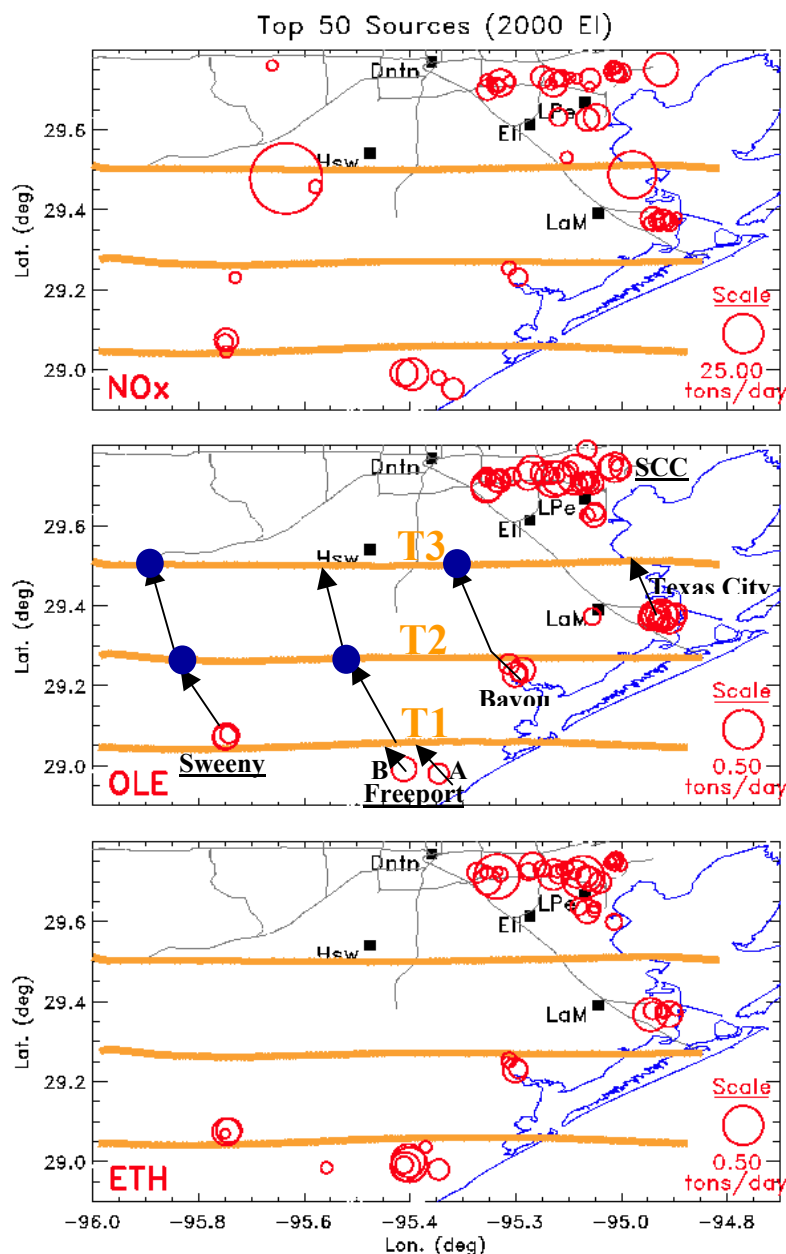 Top 50 Sources (2000 EI)
Dntn
LPe
Ell
Hsw
LaM
29.6
29.4
29.2
29.0
Lat. (deg)
Scale
25.00
tons/day
NOx
Dntn
SCC
LPe
Ell
T3
Hsw
Texas City
LaM
T2
Bayou
T1
Sweeny
B
A
Freeport
29.6
29.4
29.2
29.0
Lat. (deg)
Scale
0.50
tons/day
OLE
Dntn
LPe
Ell
Hsw
LaM
29.6
29.4
29.2
29.0
Lat. (deg)
Scale
0.50
tons/day
ETH
-96.0 -95.8 -95.6 -95.4 -95.3 -95.2 -95.0 -94.8
Lon. (deg)